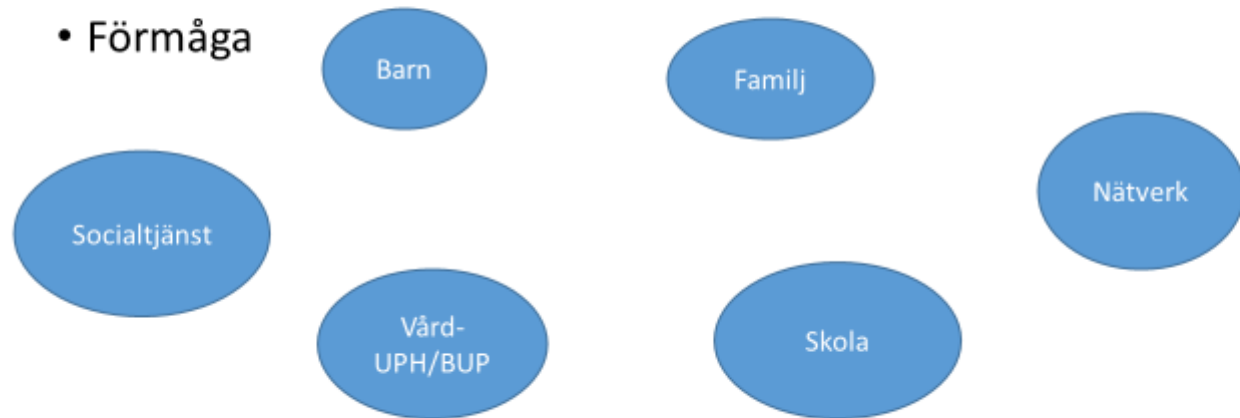 • Förmåga
Barn
Familj
Nätverk
Socialtjänst
Vård-
UPH/BUP
Skola